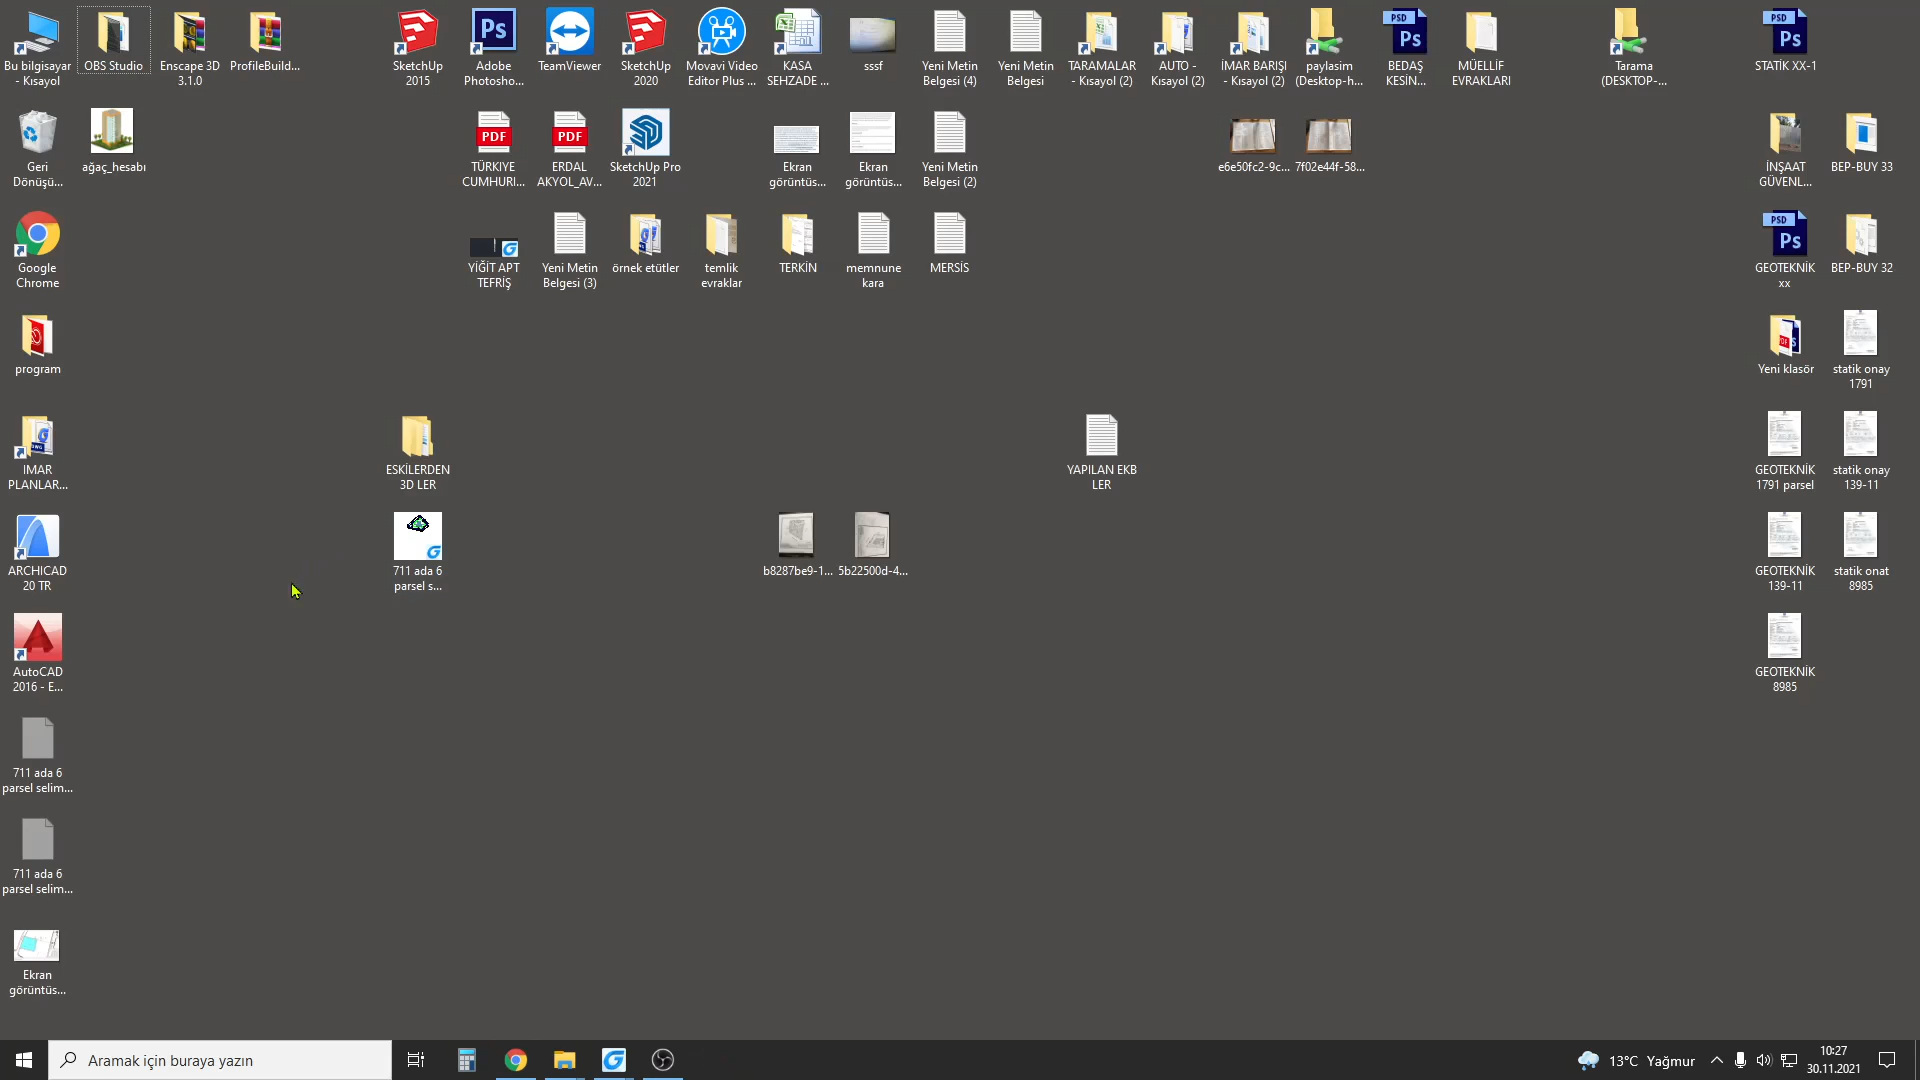 Bu bilgisayar
- Kısayol
OBS Studio
Enscape 3D
3.1.0
ProfileBuild...
SketchUp
2015
Adobe
Photosho...
TeamViewer
SketchUp
2020
Movavi Video
Editor Plus ...
KASA
SEHZADE ...
sssf
Yeni Metin
Belgesi (4)
Yeni Metin
Belgesi
TARAMALAR
- Kısayol (2)
AUTO -
Kısayol (2)
İMAR BARIŞI
- Kısayol (2)
paylasim
(Desktop-h...
BEDAŞ
KESİN...
MÜELLİF
EVRAKLARI
Tarama
(DESKTOP-...
STATİK XX-1
Geri
Dönüşü...
ağaç_hesabı
TÜRKIYE
CUMHURI...
ERDAL
AKYOL_AV...
SketchUp Pro
2021
Ekran
görüntüs...
Ekran
görüntüs...
Yeni Metin
Belgesi (2)
e6e50fc2-9c...
7f02e44f-58...
İNŞAAT
GÜVENL...
BEP-BUY 33
Google
Chrome
YİĞİT APT
TEFRİŞ
Yeni Metin
Belgesi (3)
örnek etütler
temlik
evraklar
TERKİN
memnune
kara
MERSİS
GEOTEKNİK
xx
BEP-BUY 32
program
Yeni klasör
statik onay
1791
IMAR
PLANLAR...
ESKİLERDEN
3D LER
YAPILAN EKB
LER
GEOTEKNİK
1791 parsel
statik onay
139-11
ARCHICAD
20 TR
711 ada 6
parsel s...
b8287be9-1...
5b22500d-4...
GEOTEKNİK
139-11
statik onat
8985
AutoCAD
2016 - E...
GEOTEKNİK
8985
711 ada 6
parsel selim...
711 ada 6
parsel selim...
Ekran
görüntüs...
Aramak için buraya yazın
13°C Yağmur
10:27
30.11.2021